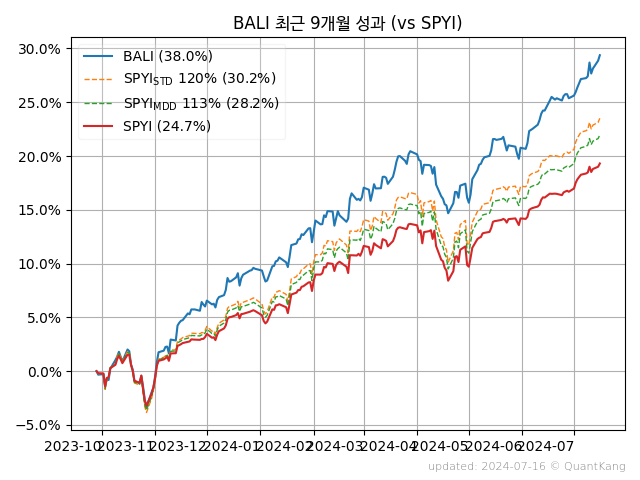 BALI 최근 9개월 성과 (vs SPYI)
30.0%
25.0%
20.0%
15.0%
10.0%
5.0%
0.0%
−5.0%
BALI (38.0%)
SPYI_STD 120% (30.2%)
SPYI_MDD 113% (28.2%)
SPYI (24.7%)
2023-10 2023-11 2023-12 2024-01 2024-02 2024-03 2024-04 2024-05 2024-06 2024-07
updated: 2024-07-16 © QuantKang